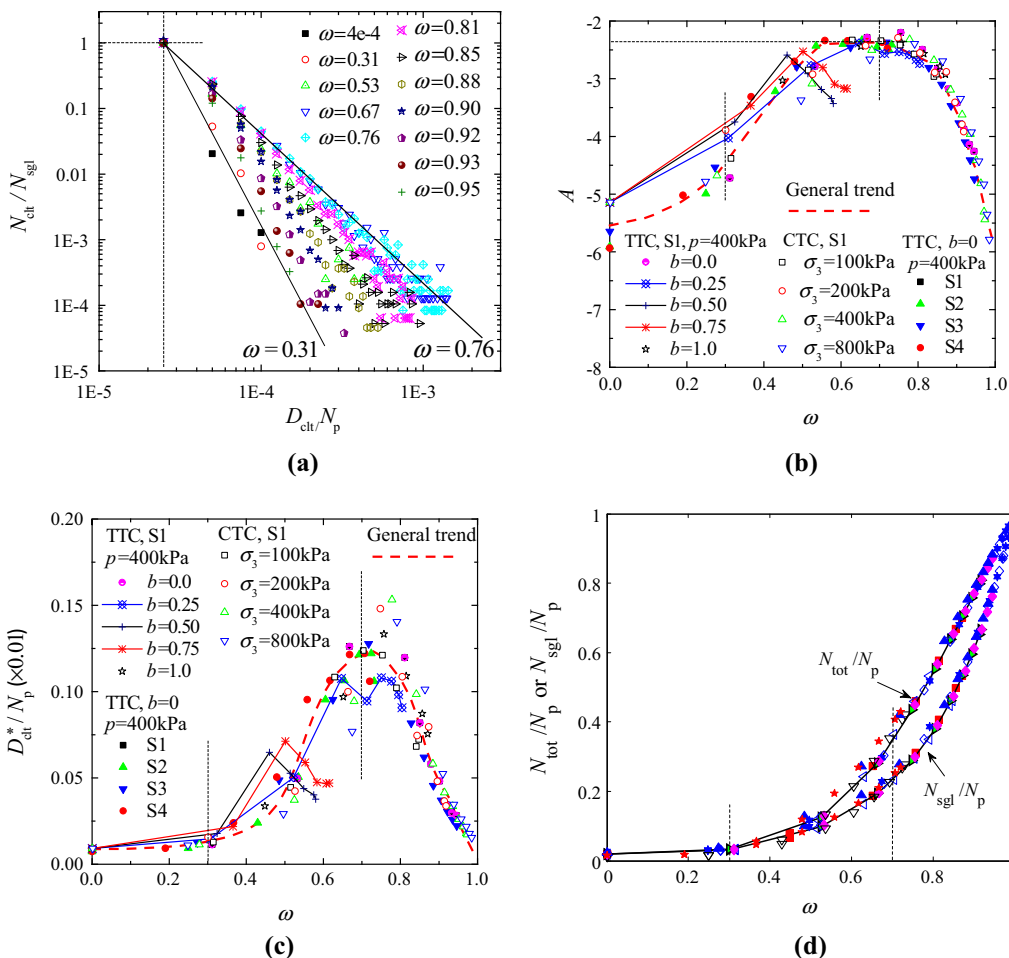 1
0.1
0.01
1E-3
1E-4
1E-5
1E-5
1E-4
1E-3
N_clt / N_sgl
D_clt/N_p
ω=4e-4
ω=0.31
ω=0.53
ω=0.67
ω=0.76
ω=0.81
ω=0.85
ω=0.88
ω=0.90
ω=0.92
ω=0.93
ω=0.95
ω=0.31
ω=0.76
(a)
-2
-3
-4
-5
-6
-7
-8
0.0
0.2
0.4
0.6
0.8
1.0
A
ω
General trend
TTC, S1, p=400kPa
b=0.0
b=0.25
b=0.50
b=0.75
b=1.0
CTC, S1
σ_3=100kPa
σ_3=200kPa
σ_3=400kPa
σ_3=800kPa
TTC, b=0
p=400kPa
S1
S2
S3
S4
(b)
0.20
0.15
0.10
0.05
0.00
0.0
0.2
0.4
0.6
0.8
1.0
D*_clt / N_p (×0.01)
ω
TTC, S1
p=400kPa
b=0.0
b=0.25
b=0.50
b=0.75
b=1.0
TTC, b=0
p=400kPa
S1
S2
S3
S4
CTC, S1
σ_3=100kPa
σ_3=200kPa
σ_3=400kPa
σ_3=800kPa
General trend
(c)
1
0.8
0.6
0.4
0.2
0
0.0
0.2
0.4
0.6
0.8
N_tot /N_p or N_sgl /N_p
ω
N_tot /N_p
N_sgl /N_p
(d)